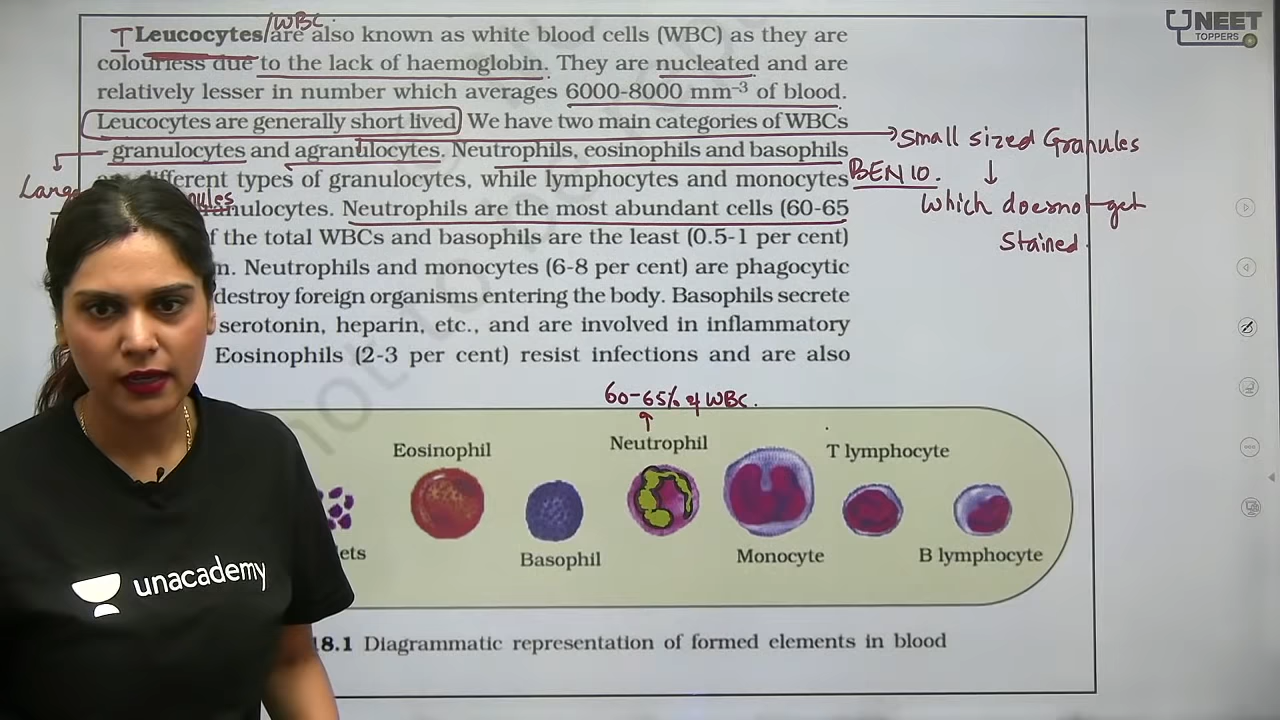 /WBC.
Leucocytes are also known as white blood cells (WBC) as they are
colourless due to the lack of haemoglobin. They are nucleated and are
relatively lesser in number which averages 6000-8000 mm⁻³ of blood.
Leucocytes are generally short lived. We have two main categories of WBCs
granulocytes and agranulocytes. Neutrophils, eosinophils and basophils
different types of granulocytes, while lymphocytes and monocytes
granulocytes. Neutrophils are the most abundant cells (60-65
f the total WBCs and basophils are the least (0.5-1 per cent)
m. Neutrophils and monocytes (6-8 per cent) are phagocytic
destroy foreign organisms entering the body. Basophils secrete
serotonin, heparin, etc., and are involved in inflammatory
Eosinophils (2-3 per cent) resist infections and are also
Small sized Granules
BEN 10.
which doesnot get
Stained.
60-65% of WBC.
Eosinophil
Neutrophil
T lymphocyte
ets
Basophil
Monocyte
B lymphocyte
18.1 Diagrammatic representation of formed elements in blood
unacademy
NEET
TOPPERS